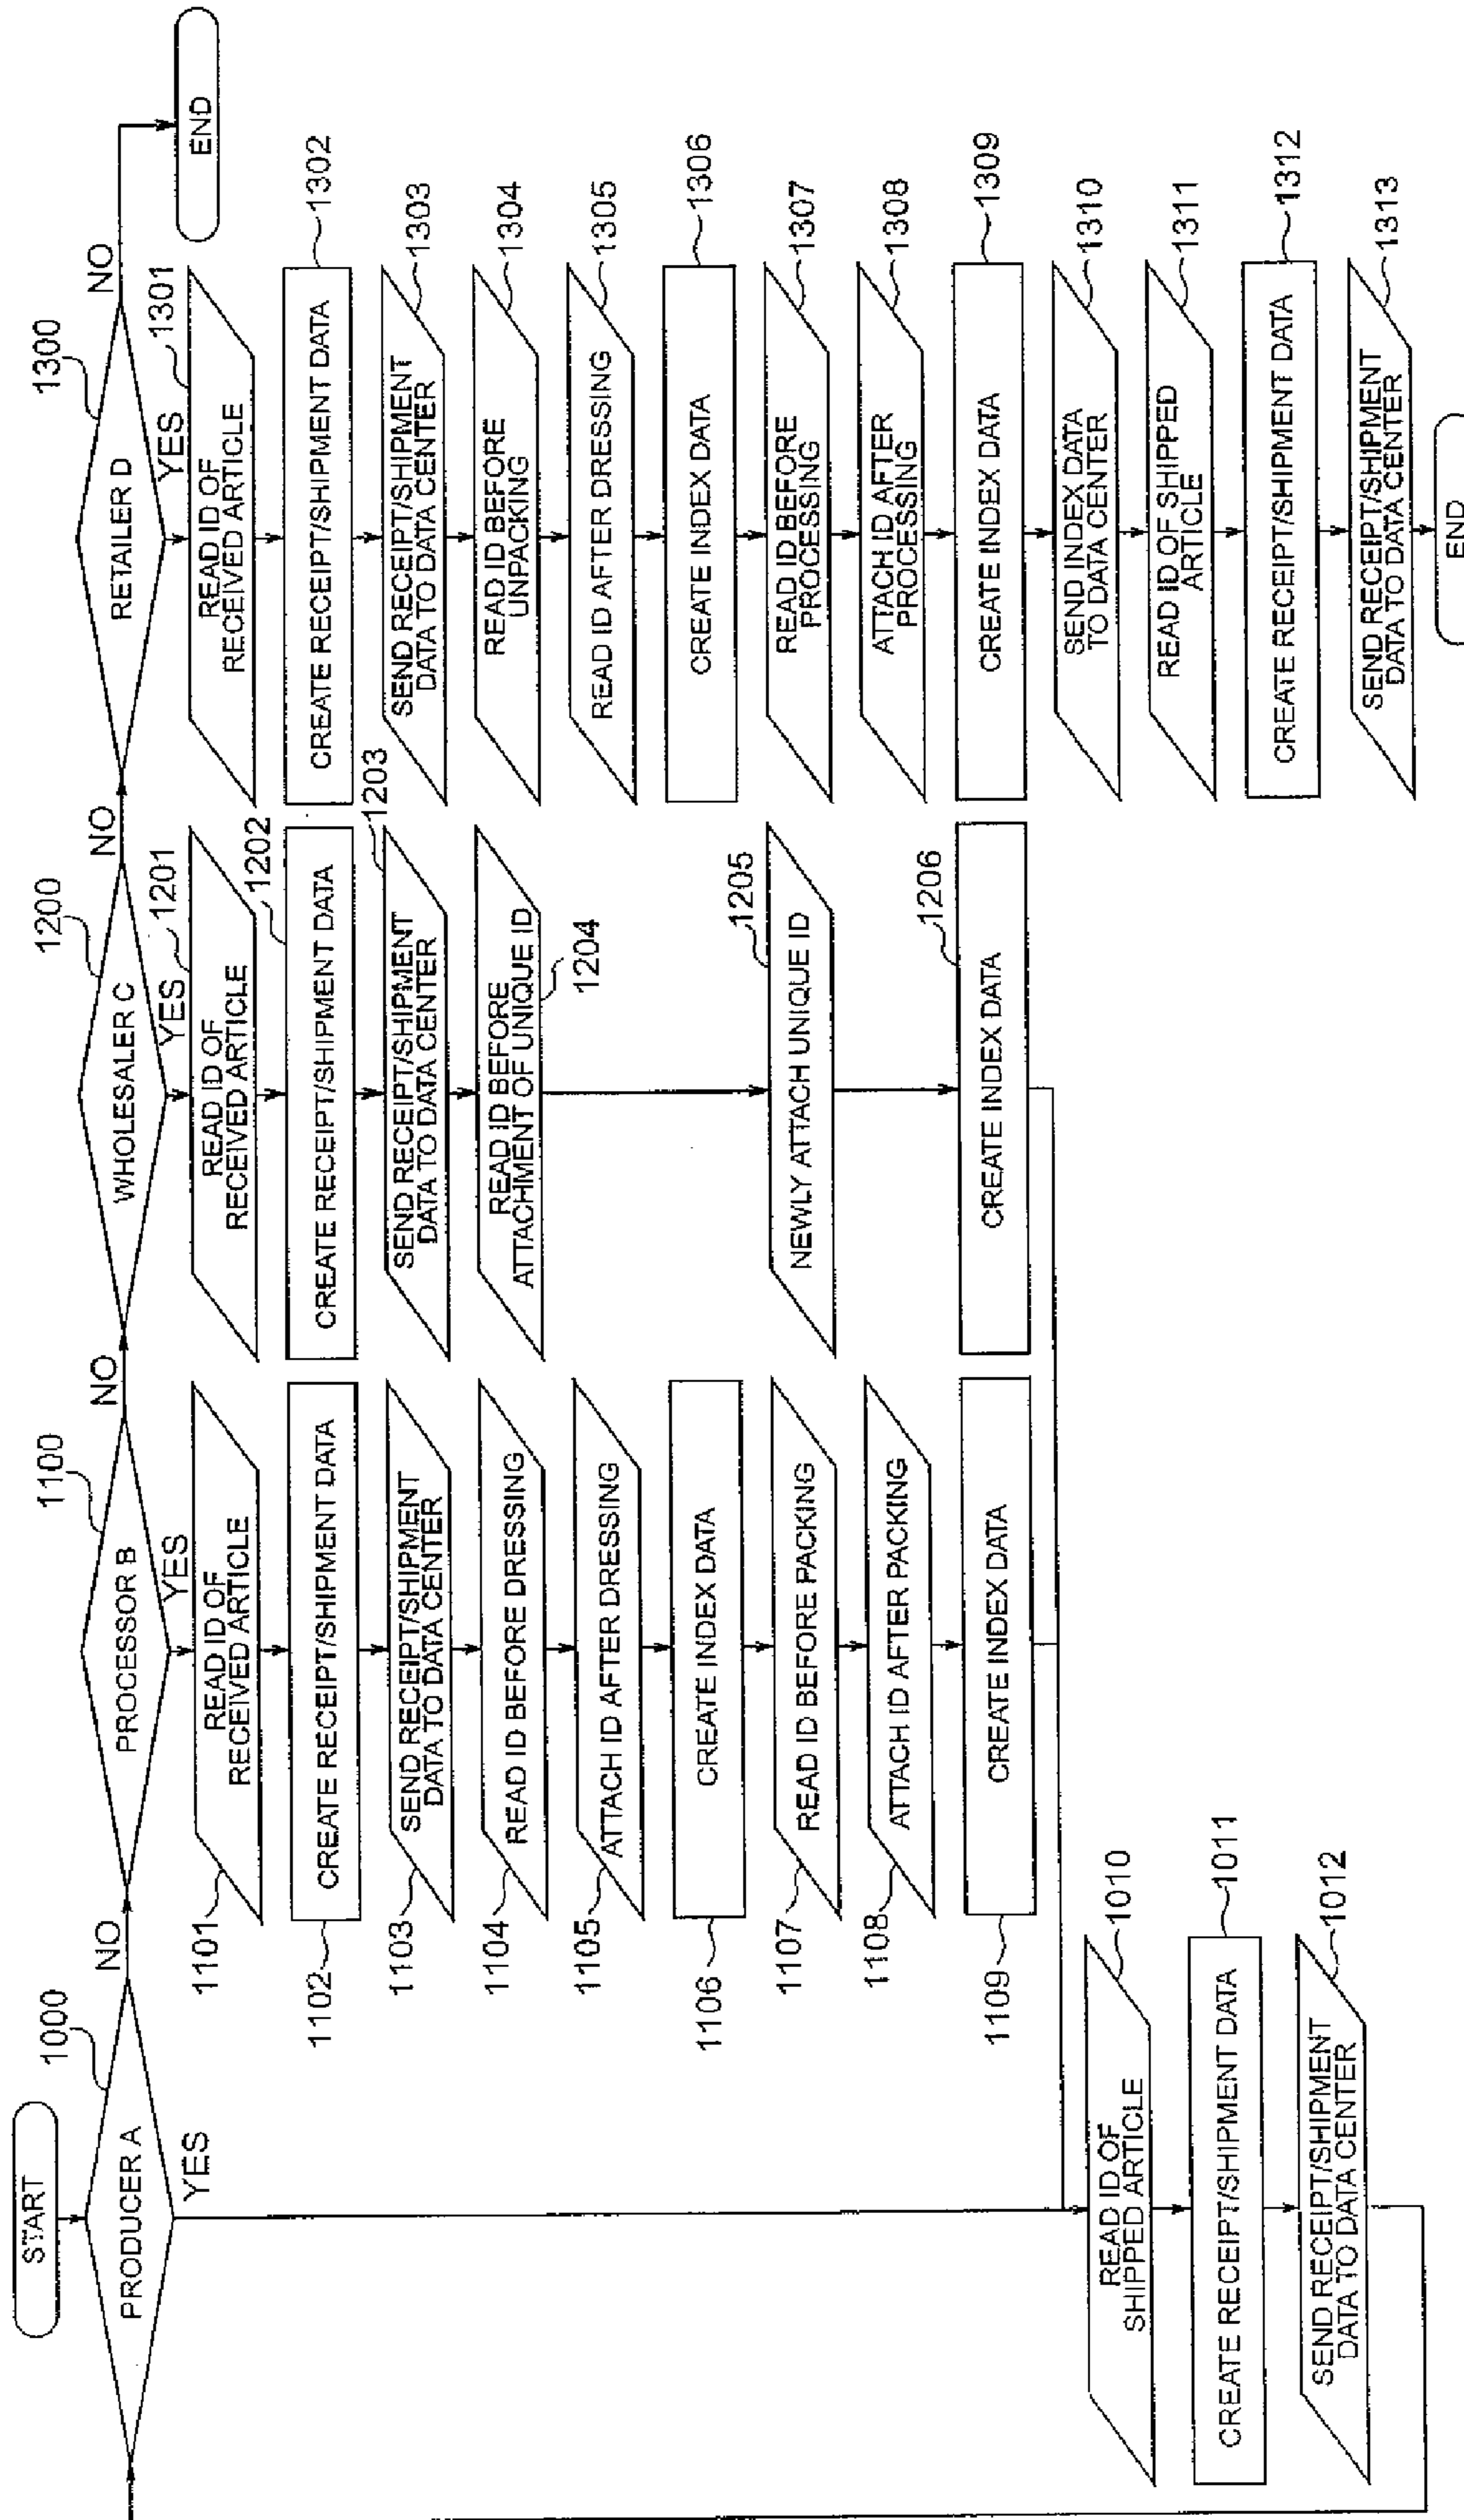 START
PRODUCER A
1000
YES
NO
READ ID OF
SHIPPED ARTICLE
1010
CREATE RECEIPT/SHIPMENT DATA
1011
SEND RECEIPT/SHIPMENT
DATA TO DATA CENTER
1012
PROCESSOR B
1100
YES
NO
READ ID OF
RECEIVED ARTICLE
1101
CREATE RECEIPT/SHIPMENT DATA
1102
SEND RECEIPT/SHIPMENT
DATA TO DATA CENTER
1103
READ ID BEFORE DRESSING
1104
ATTACH ID AFTER DRESSING
1105
CREATE INDEX DATA
1106
READ ID BEFORE PACKING
1107
ATTACH ID AFTER PACKING
1108
CREATE INDEX DATA
1109
WHOLESALER C
1200
YES
NO
READ ID OF
RECEIVED ARTICLE
1201
CREATE RECEIPT/SHIPMENT DATA
1202
SEND RECEIPT/SHIPMENT
DATA TO DATA CENTER
1203
READ ID BEFORE
ATTACHMENT OF UNIQUE ID
1204
NEWLY ATTACH UNIQUE ID
1205
CREATE INDEX DATA
1206
RETAILER D
1300
YES
NO
END
READ ID OF
RECEIVED ARTICLE
1301
CREATE RECEIPT/SHIPMENT DATA
1302
SEND RECEIPT/SHIPMENT
DATA TO DATA CENTER
1303
READ ID BEFORE
UNPACKING
1304
READ ID AFTER DRESSING
1305
CREATE INDEX DATA
1306
READ ID BEFORE
PROCESSING
1307
ATTACH ID AFTER
PROCESSING
1308
CREATE INDEX DATA
1309
SEND INDEX DATA
TO DATA CENTER
1310
READ ID OF SHIPPED
ARTICLE
1311
CREATE RECEIPT/SHIPMENT DATA
1312
SEND RECEIPT/SHIPMENT
DATA TO DATA CENTER
1313
END